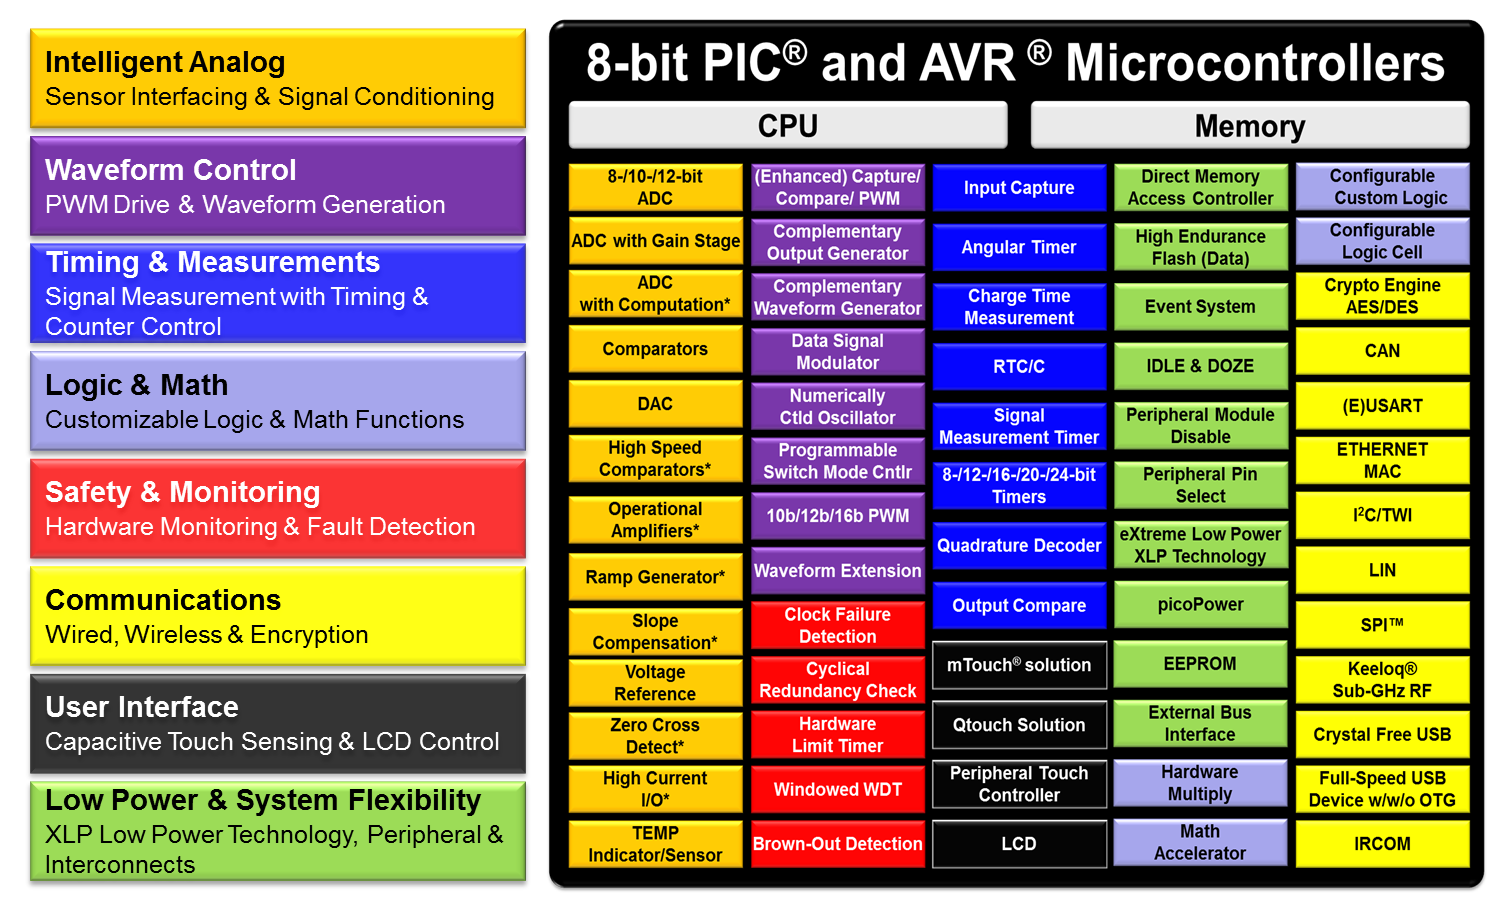 Intelligent Analog
Sensor Interfacing & Signal Conditioning
Waveform Control
PWM Drive & Waveform Generation
Timing & Measurements
Signal Measurement with Timing &
Counter Control
Logic & Math
Customizable Logic & Math Functions
Safety & Monitoring
Hardware Monitoring & Fault Detection
Communications
Wired, Wireless & Encryption
User Interface
Capacitive Touch Sensing & LCD Control
Low Power & System Flexibility
XLP Low Power Technology, Peripheral &
Interconnects
8-bit PIC® and AVR ® Microcontrollers
CPU
Memory
8-/10-/12-bit
ADC
ADC with Gain Stage
ADC
with Computation*
Comparators
DAC
High Speed
Comparators*
Operational
Amplifiers*
Ramp Generator*
Slope
Compensation*
Voltage
Reference
Zero Cross
Detect*
High Current
I/O*
TEMP
Indicator/Sensor
(Enhanced) Capture/
Compare/ PWM
Complementary
Output Generator
Complementary
Waveform Generator
Data Signal
Modulator
Numerically
Ctld Oscillator
Programmable
Switch Mode Cntlr
10b/12b/16b PWM
Waveform Extension
Clock Failure
Detection
Cyclical
Redundancy Check
Hardware
Limit Timer
Windowed WDT
Brown-Out Detection
Input Capture
Angular Timer
Charge Time
Measurement
RTC/C
Signal
Measurement Timer
8-/12-/16-/20-/24-bit
Timers
Quadrature Decoder
Output Compare
mTouch® solution
Qtouch Solution
Peripheral Touch
Controller
LCD
Direct Memory
Access Controller
High Endurance
Flash (Data)
Event System
IDLE & DOZE
Peripheral Module
Disable
Peripheral Pin
Select
eXtreme Low Power
XLP Technology
picoPower
EEPROM
External Bus
Interface
Hardware
Multiply
Math
Accelerator
Configurable
Custom Logic
Configurable
Logic Cell
Crypto Engine
AES/DES
CAN
(E)USART
ETHERNET
MAC
I²C/TWI
LIN
SPI™
Keeloq®
Sub-GHz RF
Crystal Free USB
Full-Speed USB
Device w/w/o OTG
IRCOM